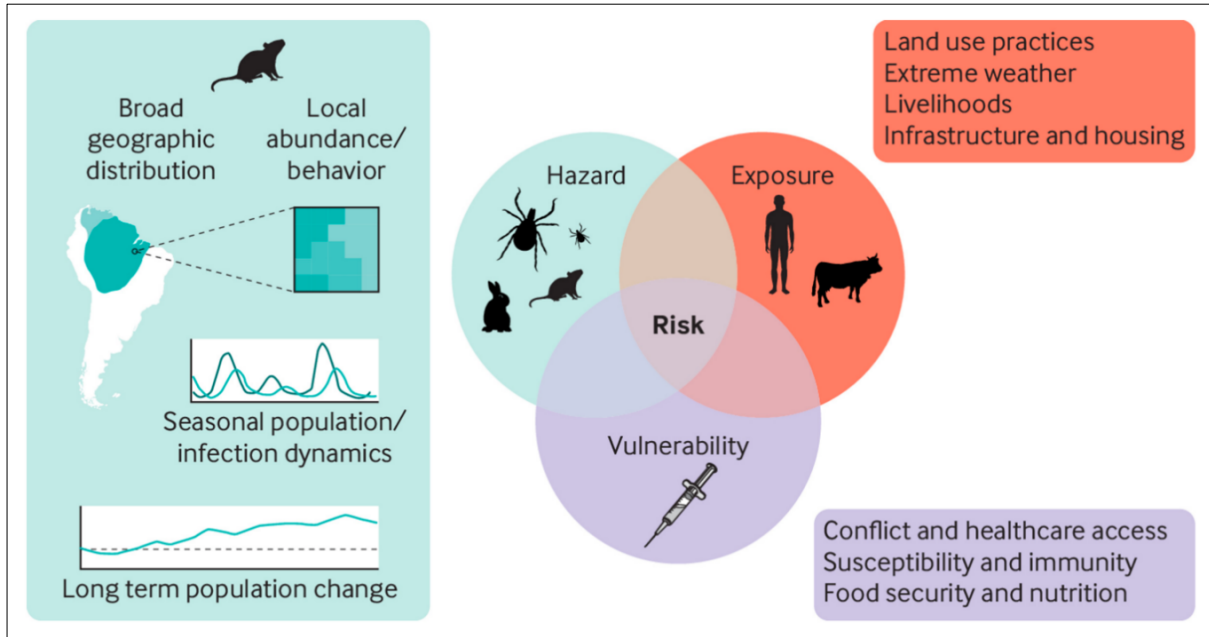 Broad
geographic
distribution
Local
abundance/
behavior
Seasonal population/
infection dynamics
Long term population change
Hazard
Exposure
Risk
Vulnerability
Land use practices
Extreme weather
Livelihoods
Infrastructure and housing
Conflict and healthcare access
Susceptibility and immunity
Food security and nutrition